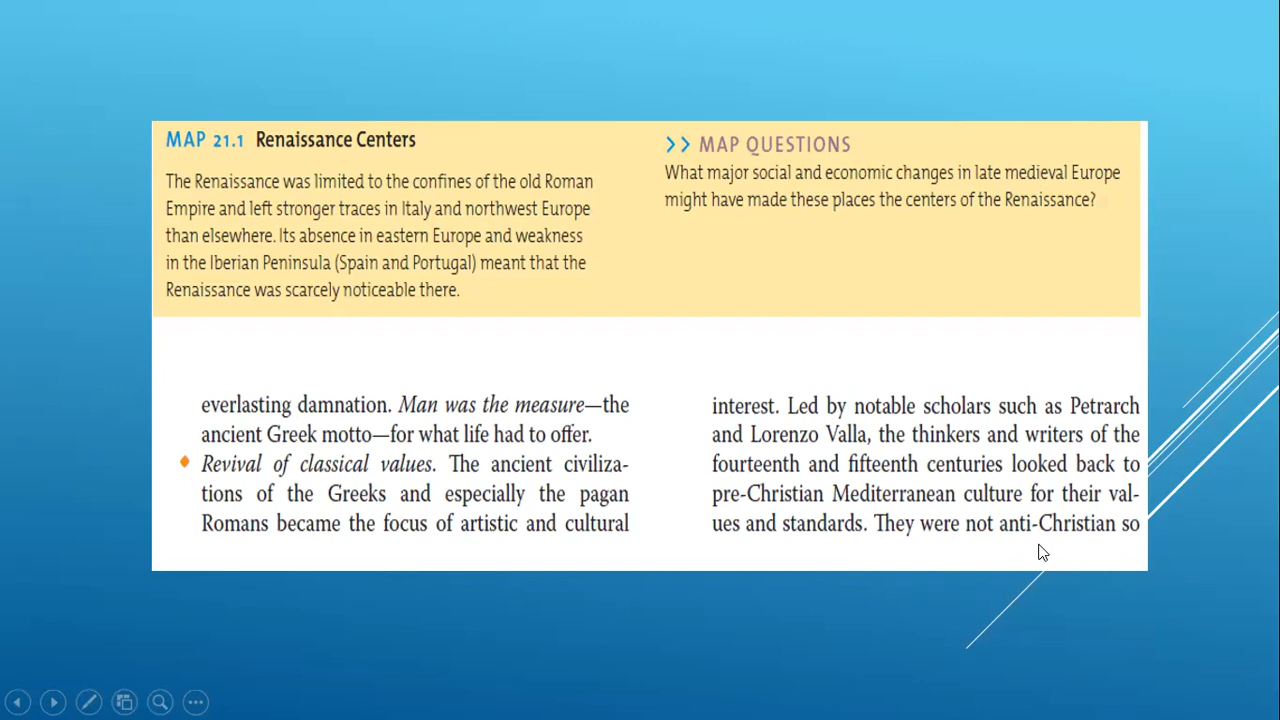 MAP 21.1 Renaissance Centers
The Renaissance was limited to the confines of the old Roman
Empire and left stronger traces in Italy and northwest Europe
than elsewhere. Its absence in eastern Europe and weakness
in the Iberian Peninsula (Spain and Portugal) meant that the
Renaissance was scarcely noticeable there.
>> MAP QUESTIONS
What major social and economic changes in late medieval Europe
might have made these places the centers of the Renaissance?
everlasting damnation. Man was the measure—the
ancient Greek motto—for what life had to offer.
Revival of classical values. The ancient civiliza-
tions of the Greeks and especially the pagan
Romans became the focus of artistic and cultural
interest. Led by notable scholars such as Petrarch
and Lorenzo Valla, the thinkers and writers of the
fourteenth and fifteenth centuries looked back to
pre-Christian Mediterranean culture for their val-
ues and standards. They were not anti-Christian so